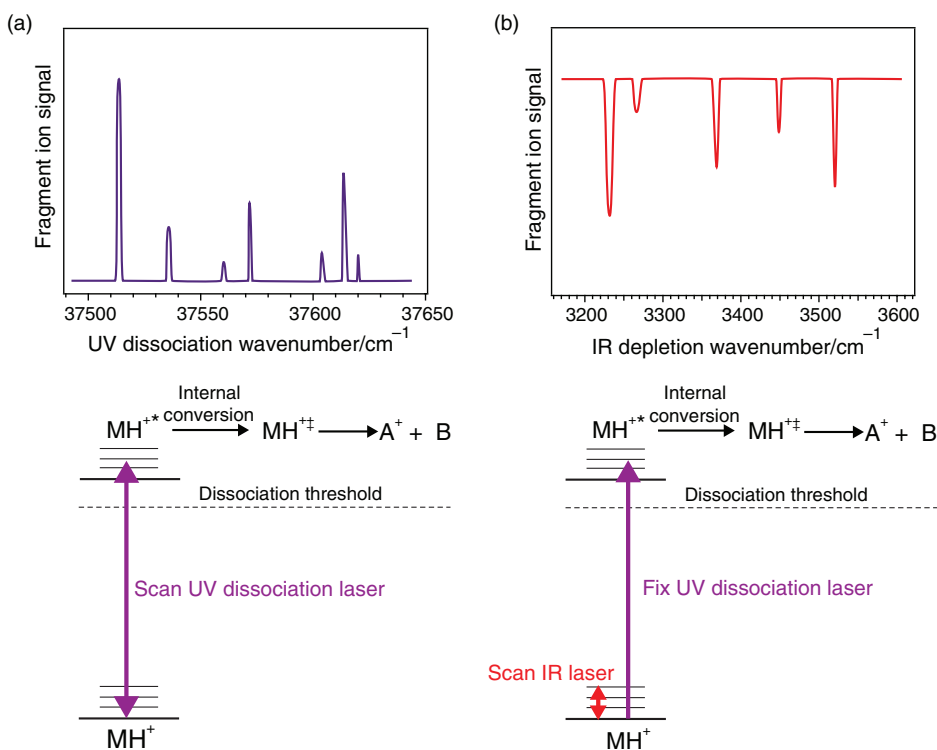 (a)
Fragment ion signal
37500 37550 37600 37650
UV dissociation wavenumber/cm⁻¹
Internal
conversion
MH⁺* MH⁺‡ A⁺ + B
Dissociation threshold
Scan UV dissociation laser
MH⁺
(b)
Fragment ion signal
3200 3300 3400 3500 3600
IR depletion wavenumber/cm⁻¹
Internal
conversion
MH⁺* MH⁺‡ A⁺ + B
Dissociation threshold
Fix UV dissociation laser
Scan IR laser
MH⁺